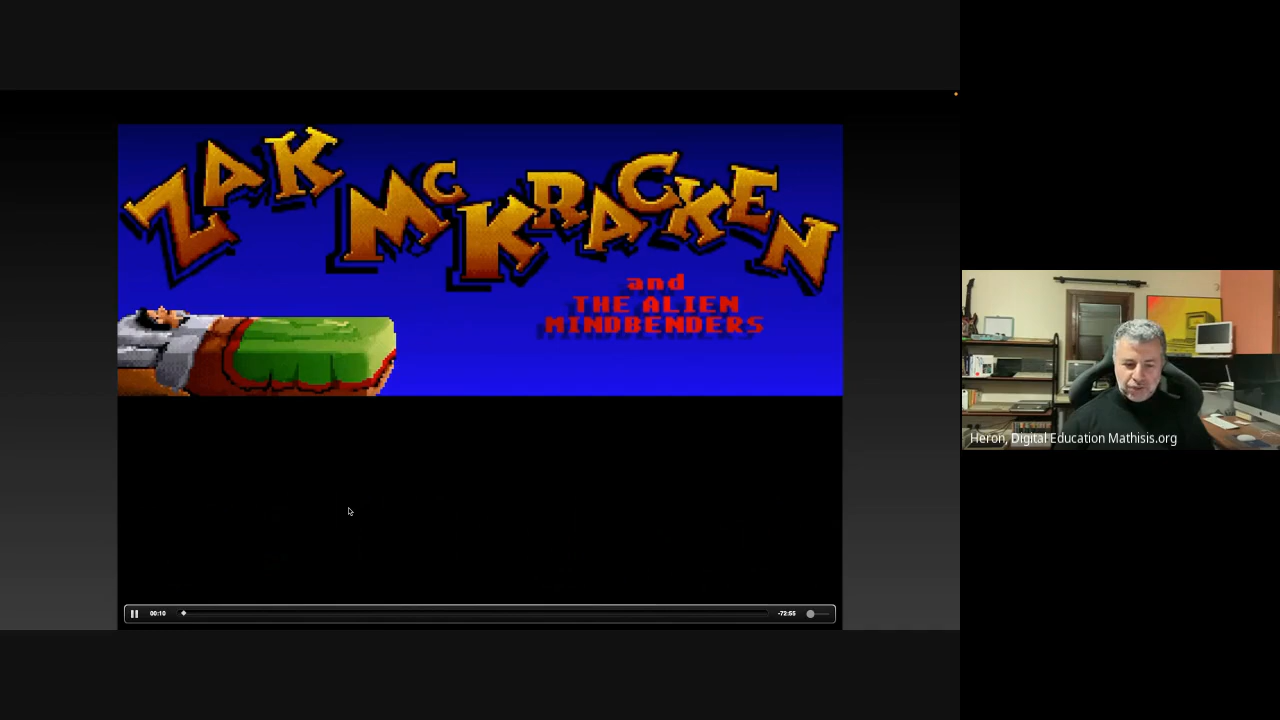 ZAK McKRACKEN
and
THE ALIEN
MINDBENDERS
00:10
-72:55
Heron, Digital Education Mathisis.org